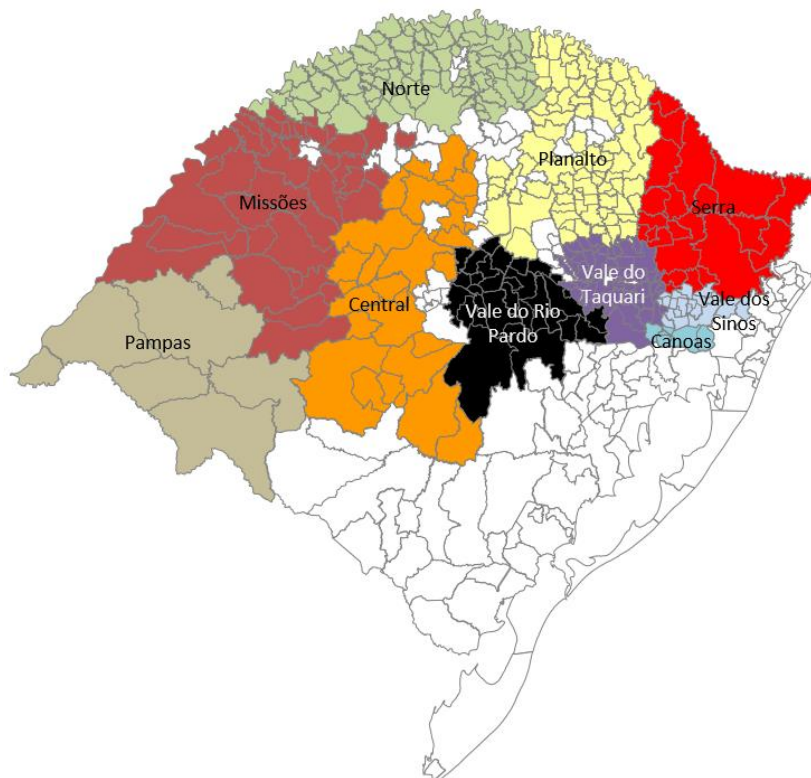 Norte
Planalto
Missões
Serra
Vale do
Taquari
Central
Vale dos
Sinos
Vale do Rio
Pardo
Pampas
Canoas